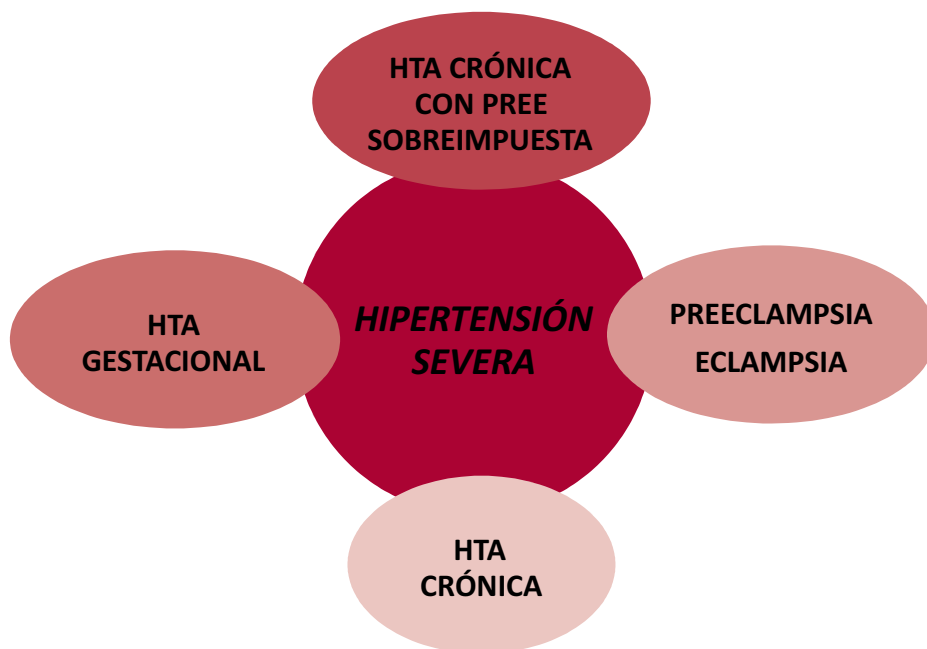 HTA CRÓNICA
CON PREE
SOBREIMPUESTA
HTA
GESTACIONAL
HIPERTENSIÓN
SEVERA
PREECLAMPSIA
ECLAMPSIA
HTA
CRÓNICA